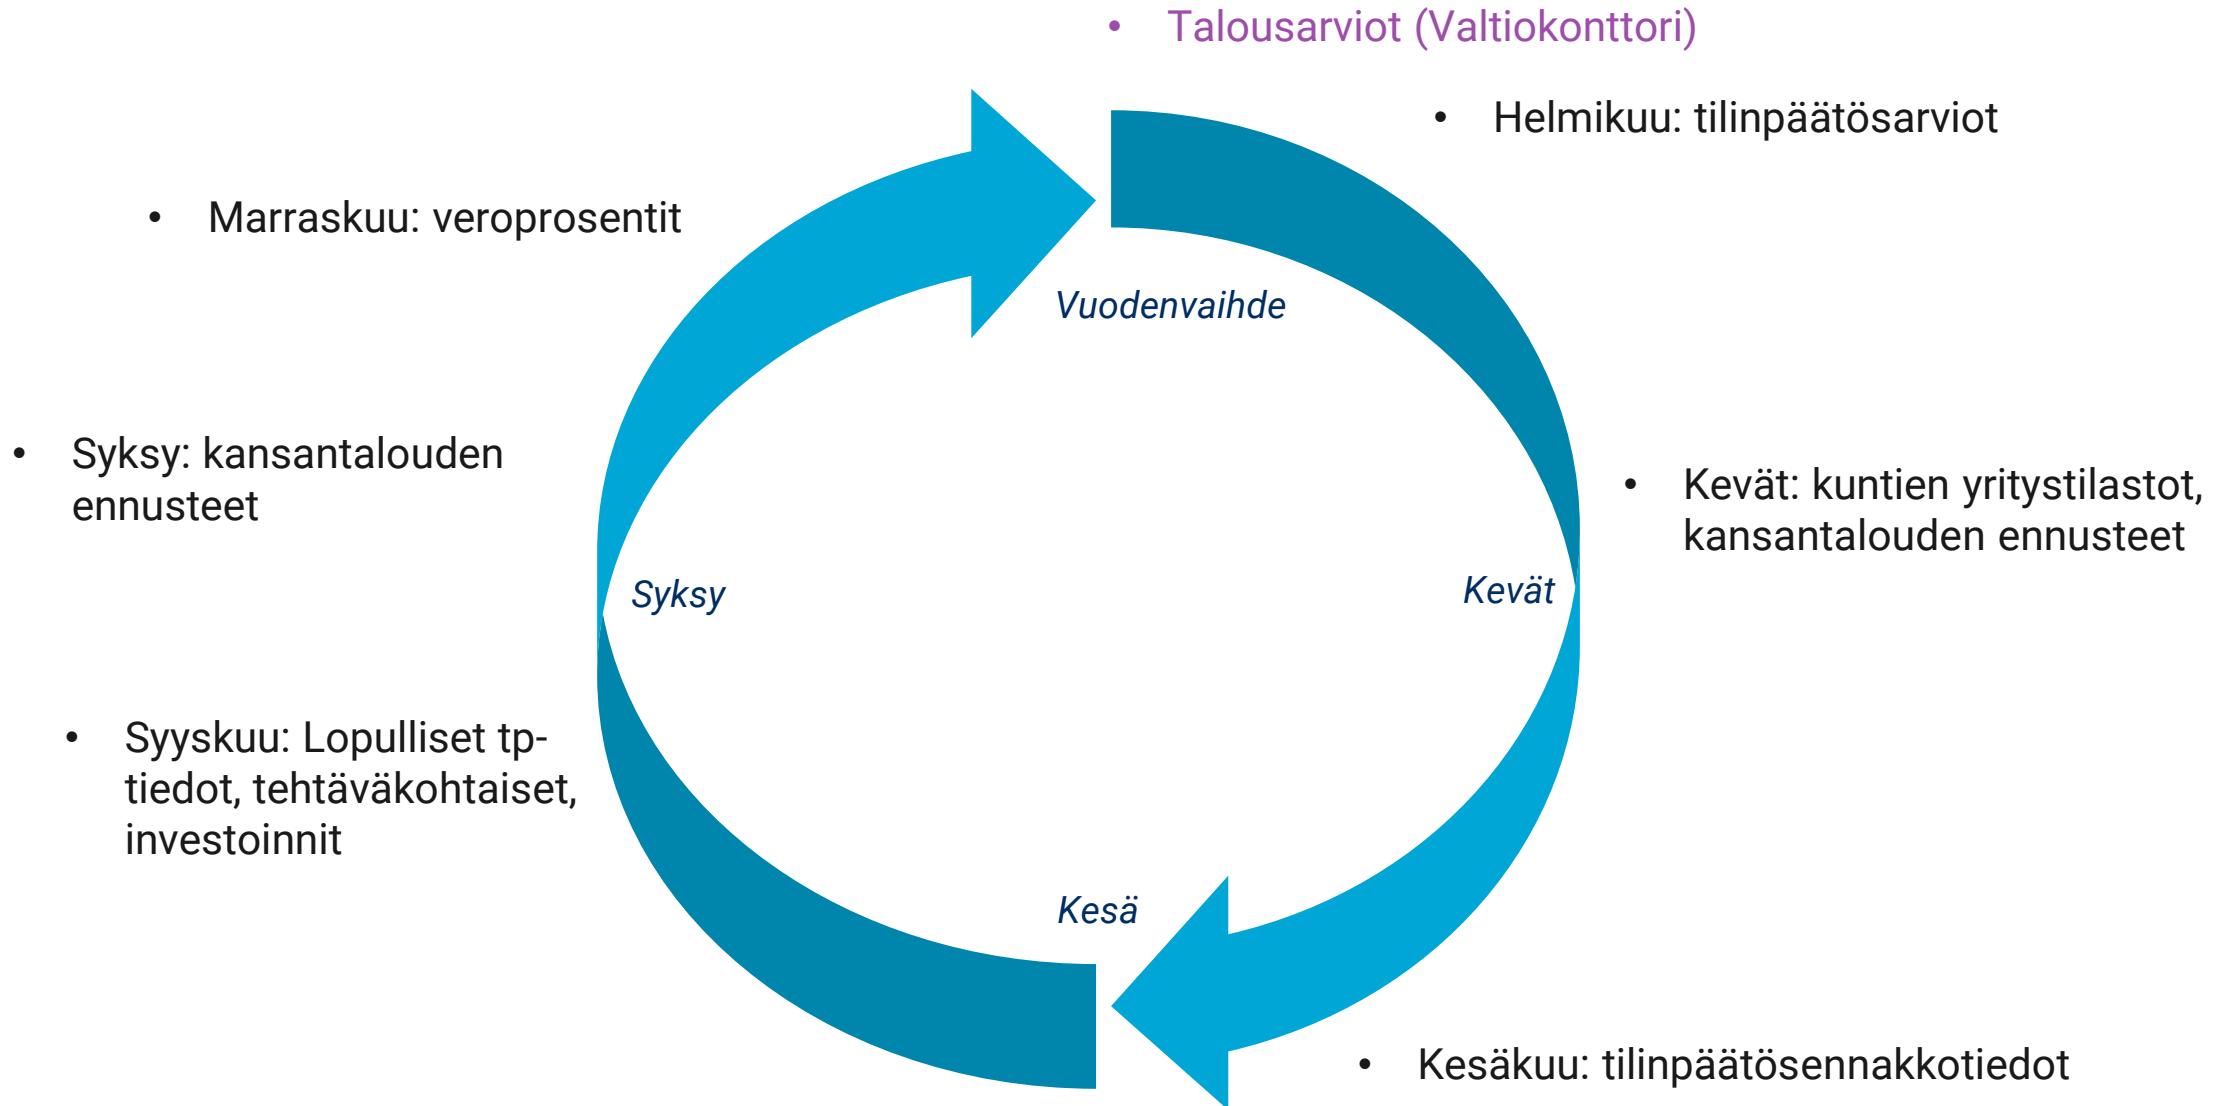 • Talousarviot (Valtiokonttori)
• Helmikuu: tilinpäätösarviot
• Marraskuu: veroprosentit
Vuodenvaihde
• Syksy: kansantalouden
ennusteet
• Kevät: kuntien yritystilastot,
kansantalouden ennusteet
Syksy
Kevät
• Syyskuu: Lopulliset tp-
tiedot, tehtäväkohtaiset,
investoinnit
Kesä
• Kesäkuu: tilinpäätösennakkotiedot